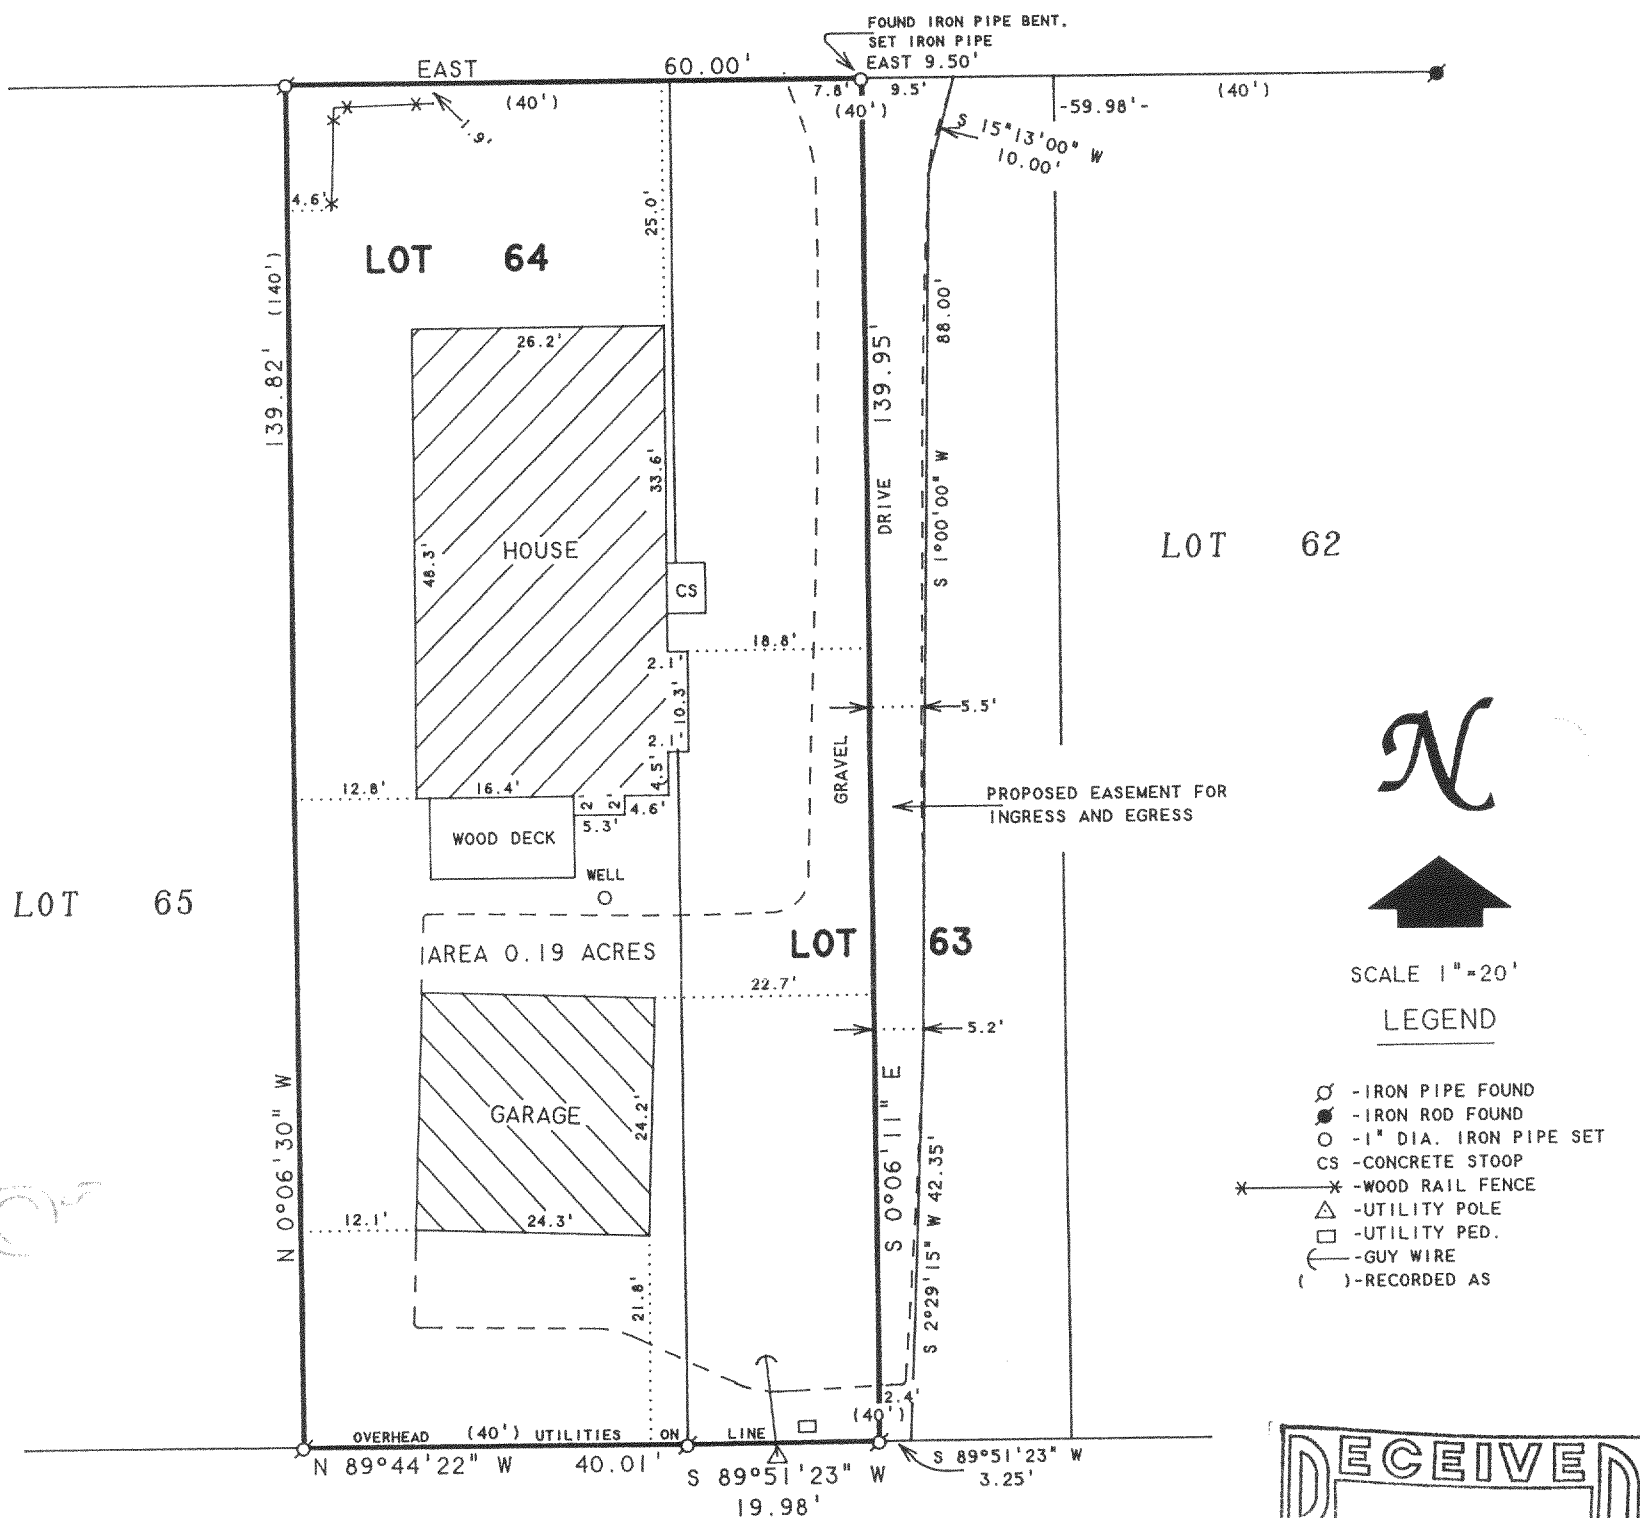 FOUND IRON PIPE BENT.
SET IRON PIPE
EAST 60.00' EAST 9.50'
7.8' 9.5'
(40') (40') (40')
-59.98'-
1.9'
S 15°13'00" W
10.00'
4.6'
25.0'
LOT 64
139.82' (140')
88.00'
26.2'
139.95'
33.6'
DRIVE
S 1°00'00" W
LOT 62
HOUSE
48.3'
CS
18.8'
2.1'
10.3'
5.5'
2.1'
4.5'
GRAVEL
12.8'
16.4'
2' 2'
4.6'
5.3'
PROPOSED EASEMENT FOR
INGRESS AND EGRESS
WOOD DECK
WELL
LOT 65
N
LOT 63
AREA 0.19 ACRES
22.7'
5.2'
SCALE 1"=20'
LEGEND
N 0°06'30" W
S 0°06'11" E
GARAGE
24.2'
S 2°29'15" W 42.35'
12.1'
24.3'
21.8'
-IRON PIPE FOUND
-IRON ROD FOUND
-1" DIA. IRON PIPE SET
CS -CONCRETE STOOP
-WOOD RAIL FENCE
-UTILITY POLE
-UTILITY PED.
-GUY WIRE
( )-RECORDED AS
2.4'
(40')
OVERHEAD (40') UTILITIES ON LINE
N 89°44'22" W 40.01'
S 89°51'23" W
19.98'
S 89°51'23" W
3.25'
RECEIVED